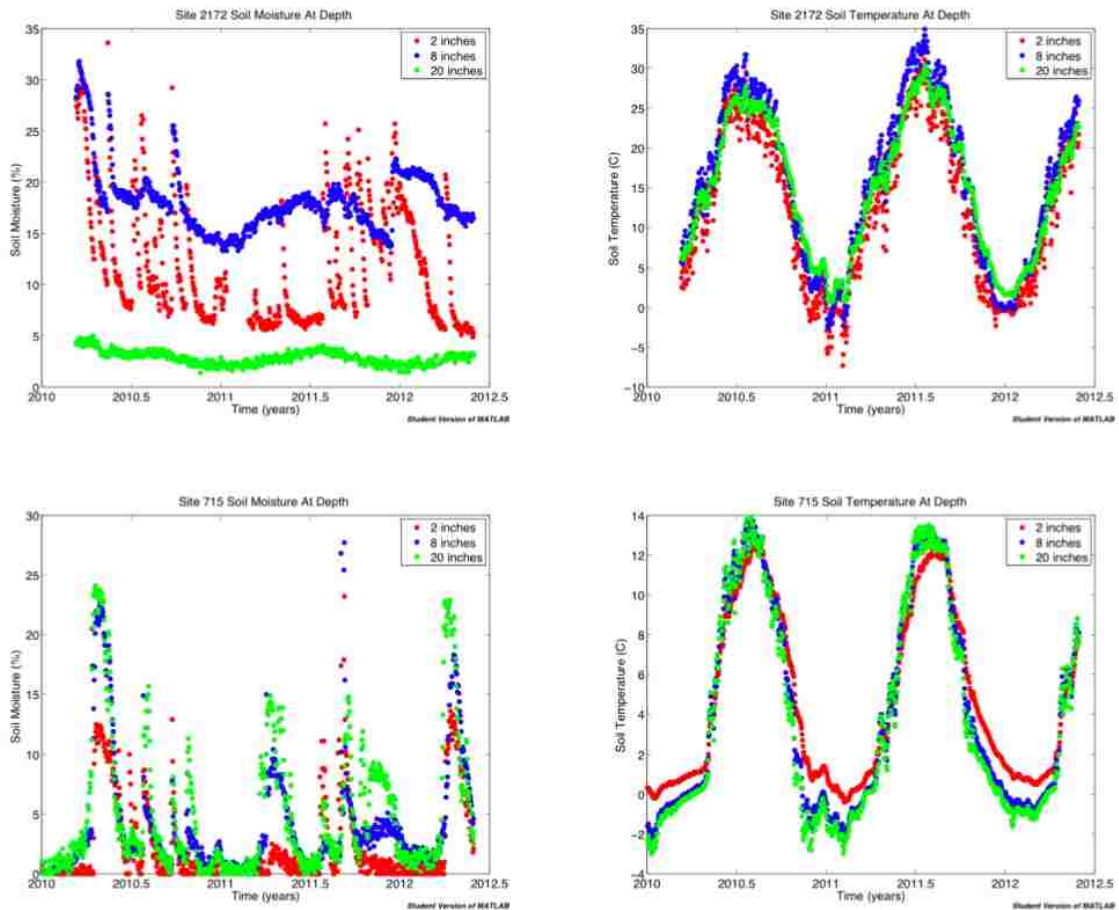 Site 2172 Soil Moisture At Depth
35
30
25
20
15
10
5
0
Soil Moisture (%)
2 inches
8 inches
20 inches
2010
2010.5
2011
2011.5
2012
2012.5
Time (years)
Student Version of MATLAB
Site 2172 Soil Temperature At Depth
35
30
25
20
15
10
5
0
−5
−10
Soil Temperature (C)
2 inches
8 inches
20 inches
2010
2010.5
2011
2011.5
2012
2012.5
Time (years)
Student Version of MATLAB
Site 715 Soil Moisture At Depth
30
25
20
15
10
5
0
Soil Moisture (%)
2 inches
8 inches
20 inches
2010
2010.5
2011
2011.5
2012
2012.5
Time (years)
Student Version of MATLAB
Site 715 Soil Temperature At Depth
14
12
10
8
6
4
2
0
−2
−4
Soil Temperature (C)
2 inches
8 inches
20 inches
2010
2010.5
2011
2011.5
2012
2012.5
Time (years)
Student Version of MATLAB